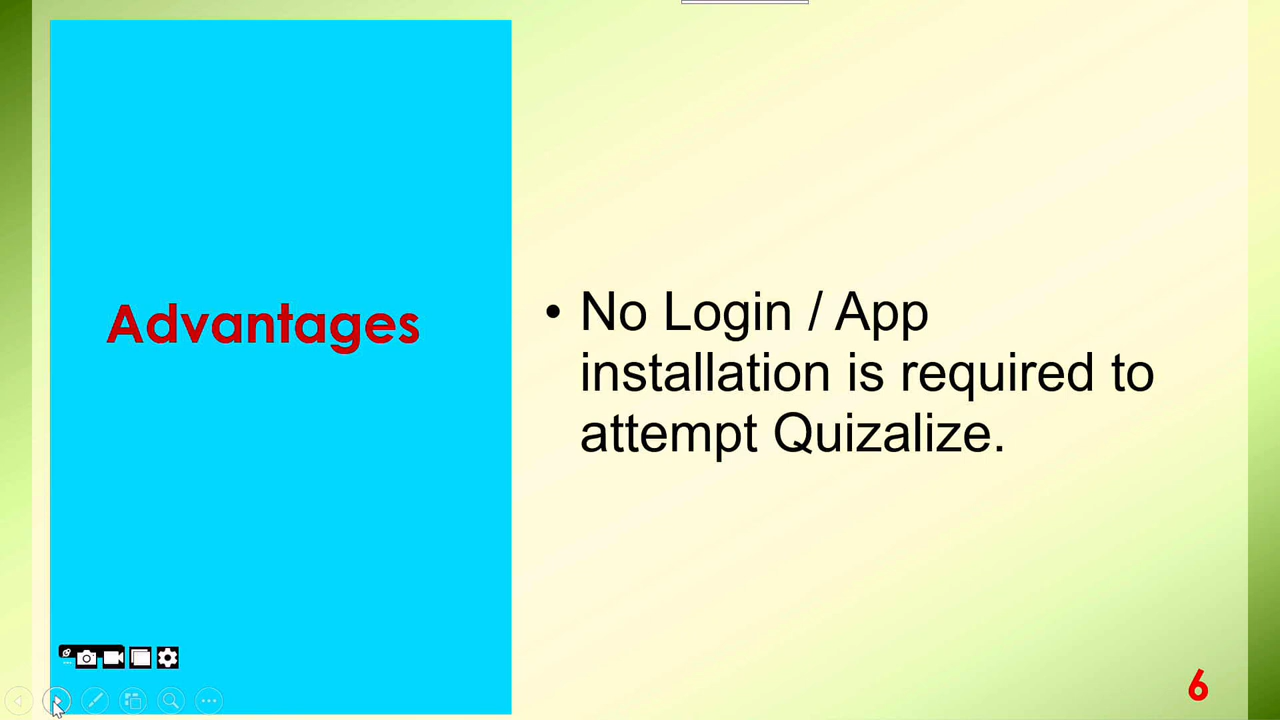 Advantages
• No Login / App
installation is required to
attempt Quizalize.
6